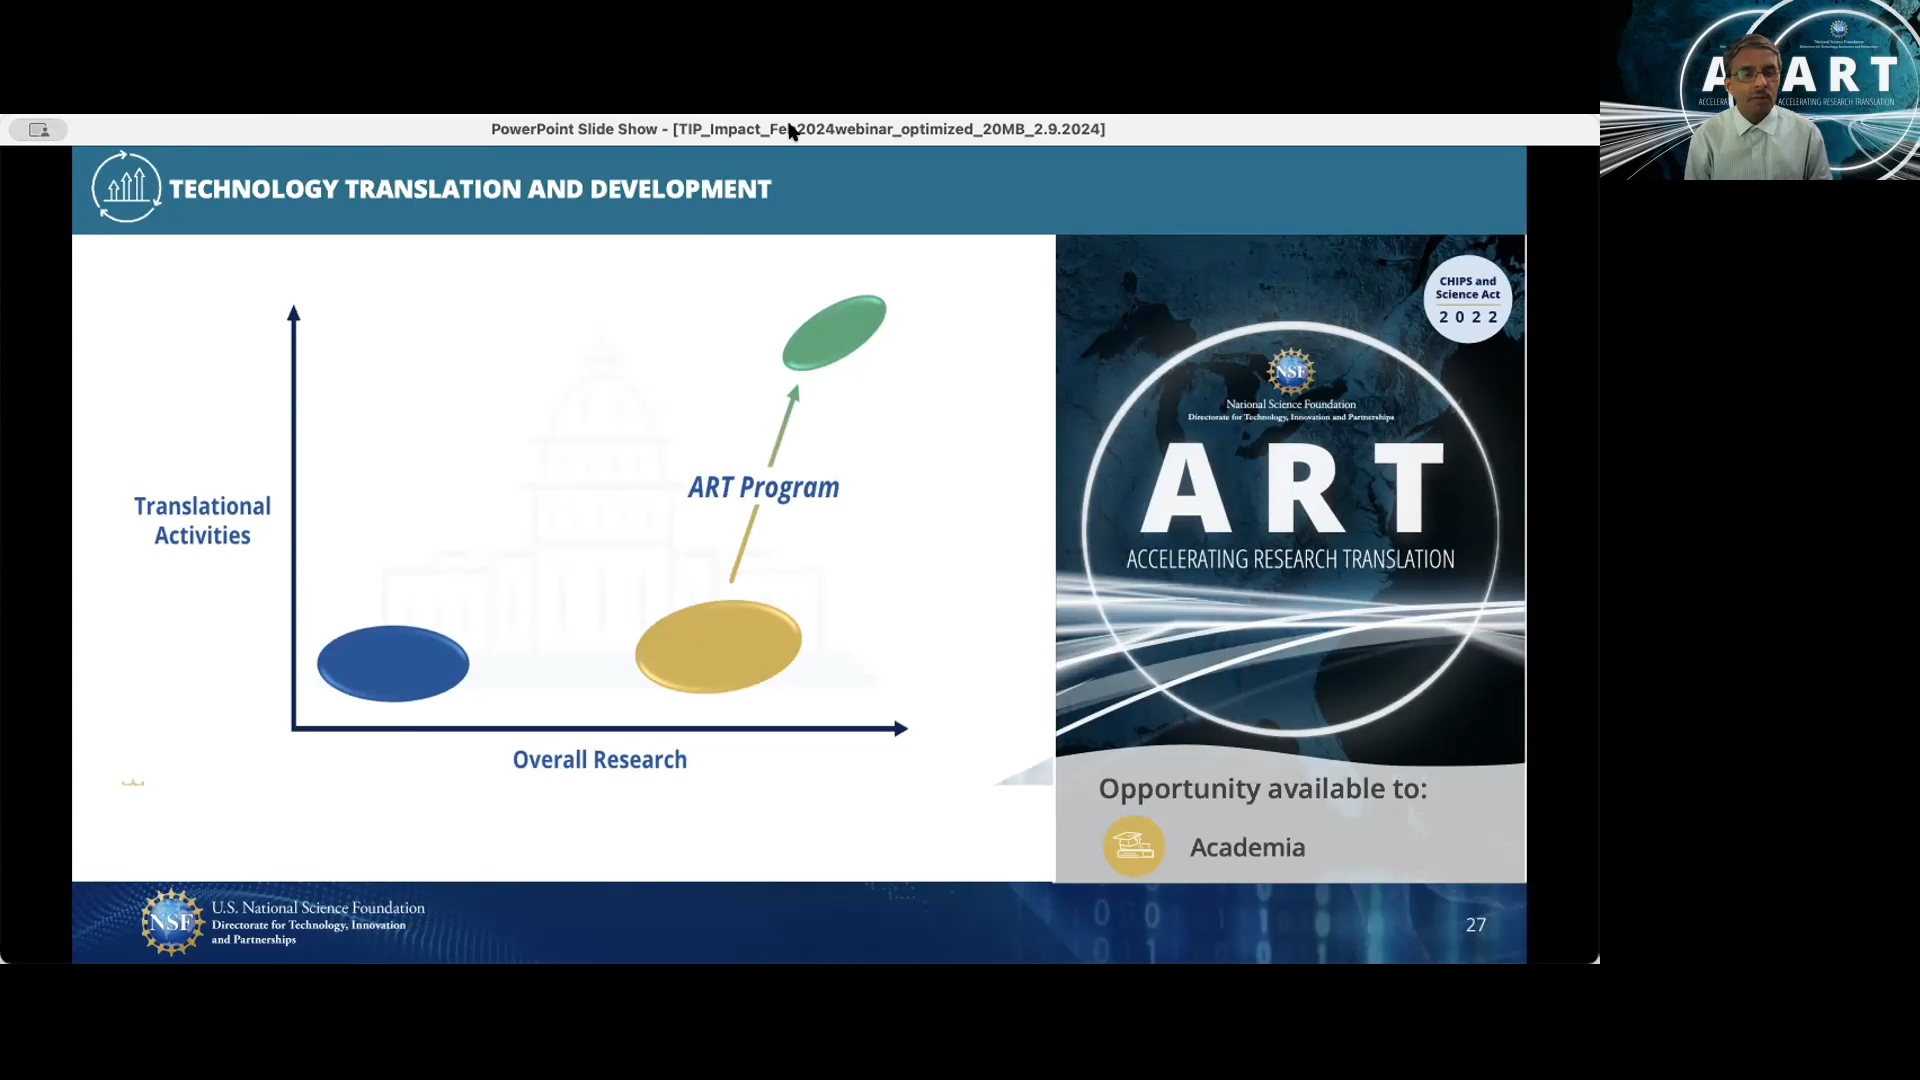 PowerPoint Slide Show - [TIP_Impact_Feb2024webinar_optimized_20MB_2.9.2024]
TECHNOLOGY TRANSLATION AND DEVELOPMENT
Translational
Activities
ART Program
Overall Research
CHIPS and
Science Act
2022
NSF
National Science Foundation
Directorate for Technology, Innovation and Partnerships
ART
ACCELERATING RESEARCH TRANSLATION
Opportunity available to:
Academia
NSF
U.S. National Science Foundation
Directorate for Technology, Innovation
and Partnerships
27
ART
ACCELERATING RESEARCH TRANSLATION